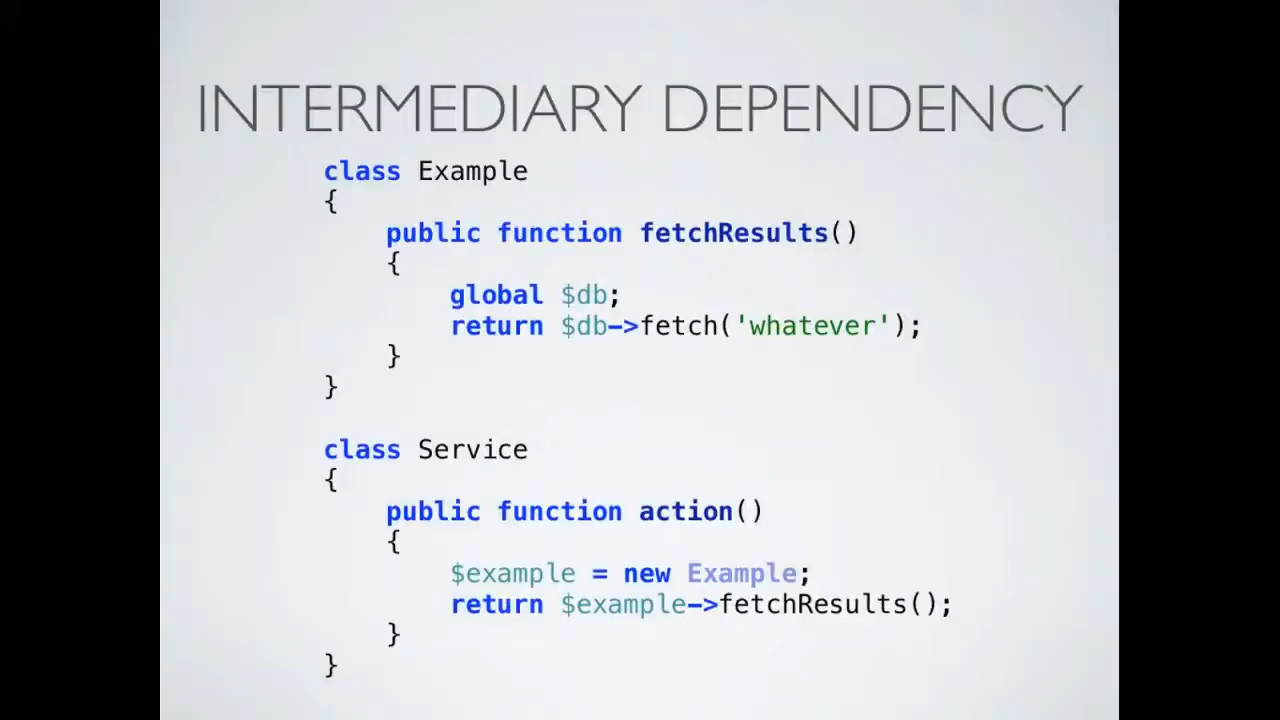 INTERMEDIARY DEPENDENCY
class Example
{
    public function fetchResults()
    {
        global $db;
        return $db->fetch('whatever');
    }
}

class Service
{
    public function action()
    {
        $example = new Example;
        return $example->fetchResults();
    }
}